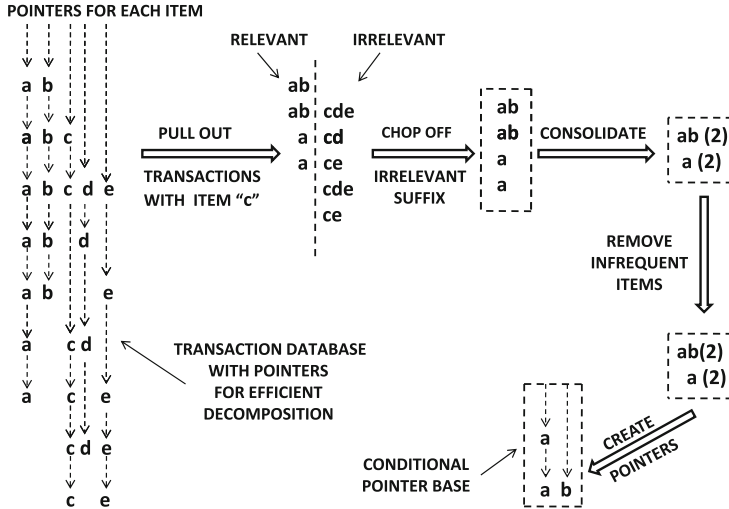 POINTERS FOR EACH ITEM
a b
a b c
a b c d e
a b d
a b e
a c d
a c e
c d e
c e
PULL OUT
TRANSACTIONS
WITH ITEM “c”
RELEVANT
IRRELEVANT
ab
ab cde
a cd
a ce
cde
ce
CHOP OFF
IRRELEVANT
SUFFIX
ab
ab
a
a
CONSOLIDATE
ab (2)
a (2)
REMOVE
INFREQUENT
ITEMS
ab(2)
a (2)
CREATE
POINTERS
a
a b
CONDITIONAL
POINTER BASE
TRANSACTION DATABASE
WITH POINTERS
FOR EFFICIENT
DECOMPOSITION